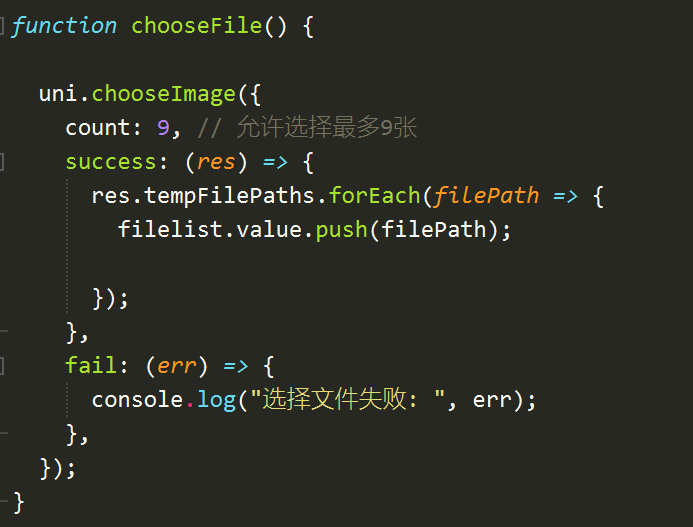 function chooseFile() {
uni.chooseImage({
count: 9, // 允许选择最多9张
success: (res) => {
res.tempFilePaths.forEach(filePath => {
filelist.value.push(filePath);
});
},
fail: (err) => {
console.log("选择文件失败: ", err);
},
});
}